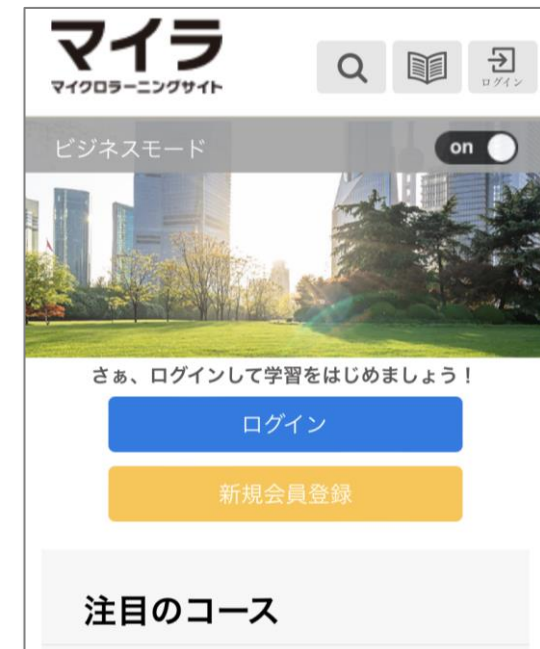 マイラ
マイクロラーニングサイト
ログイン
ビジネスモード
on
さぁ、ログインして学習をはじめましょう！
ログイン
新規会員登録
注目のコース